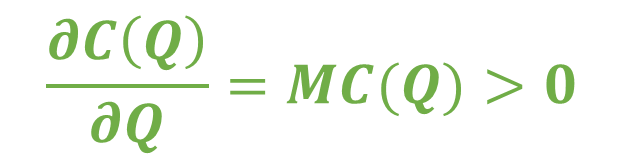 ∂C(Q)/∂Q = MC(Q) > 0